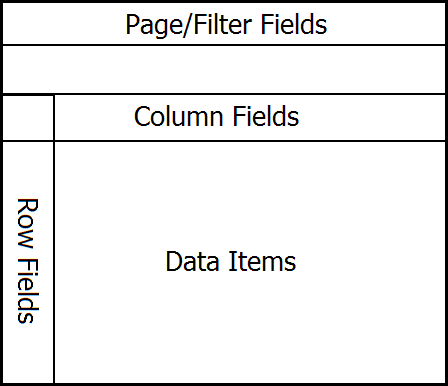 Page/Filter Fields
Column Fields
Row Fields
Data Items